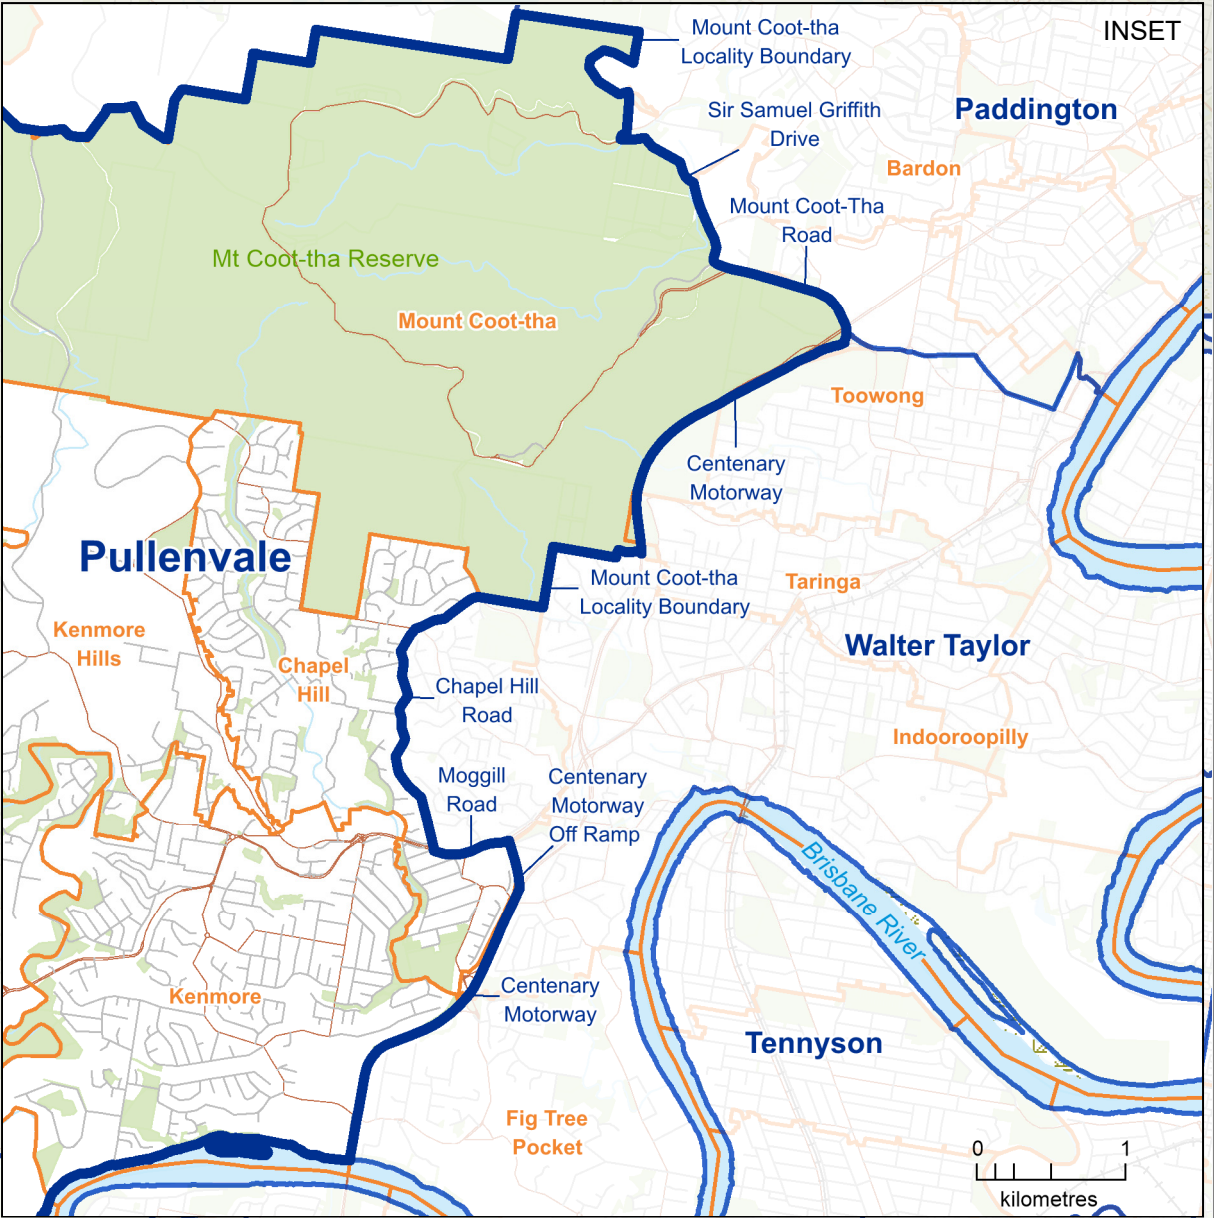 INSET
Mount Coot-tha
Locality Boundary
Sir Samuel Griffith
Drive
Paddington
Bardon
Mount Coot-Tha
Road
Mt Coot-tha Reserve
Mount Coot-tha
Toowong
Centenary
Motorway
Pullenvale
Mount Coot-tha
Locality Boundary
Taringa
Kenmore
Hills
Walter Taylor
Chapel
Hill
Chapel Hill
Road
Indooroopilly
Moggill
Road
Centenary
Motorway
Off Ramp
Brisbane River
Kenmore
Centenary
Motorway
Tennyson
Fig Tree
Pocket
0 1
kilometres